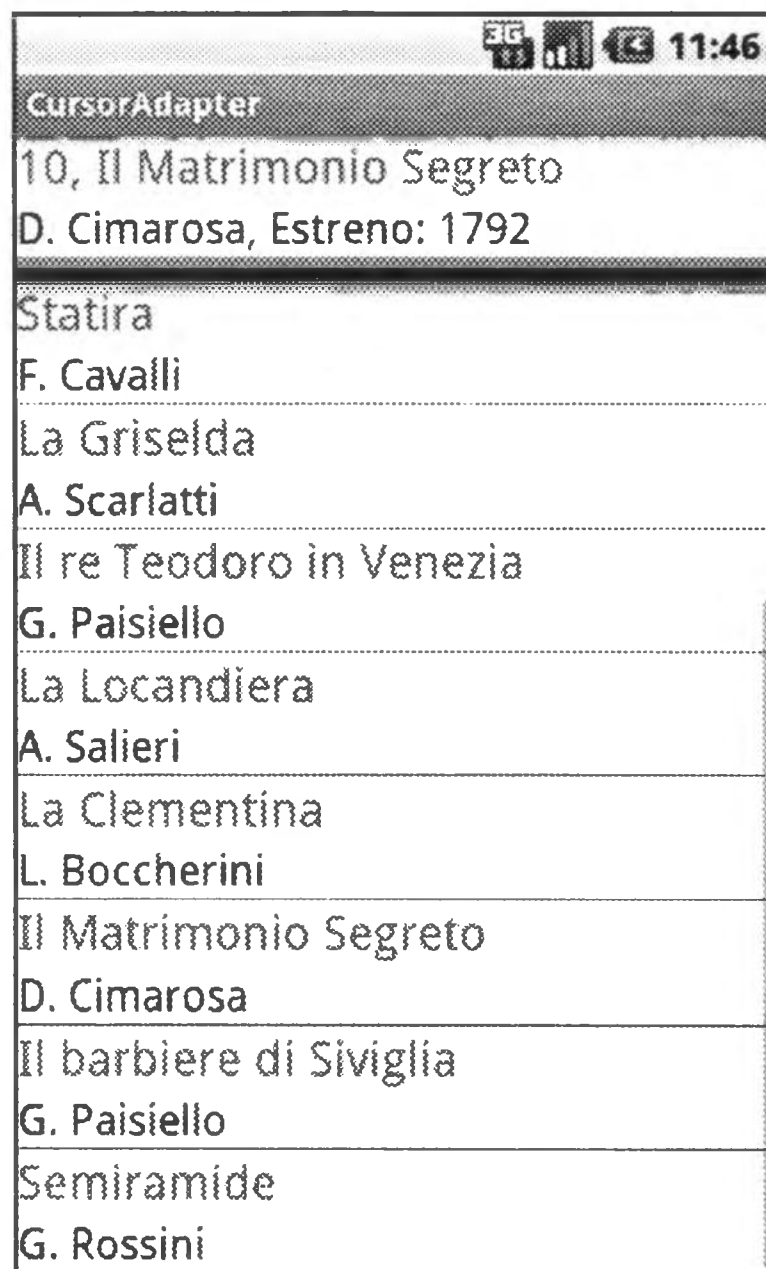 3G 11:46
CursorAdapter
10, Il Matrimonio Segreto
D. Cimarosa, Estreno: 1792
Statira
F. Cavalli
La Griselda
A. Scarlatti
Il re Teodoro in Venezia
G. Paisiello
La Locandiera
A. Salieri
La Clementina
L. Boccherini
Il Matrimonio Segreto
D. Cimarosa
Il barbiere di Siviglia
G. Paisiello
Semiramide
G. Rossini